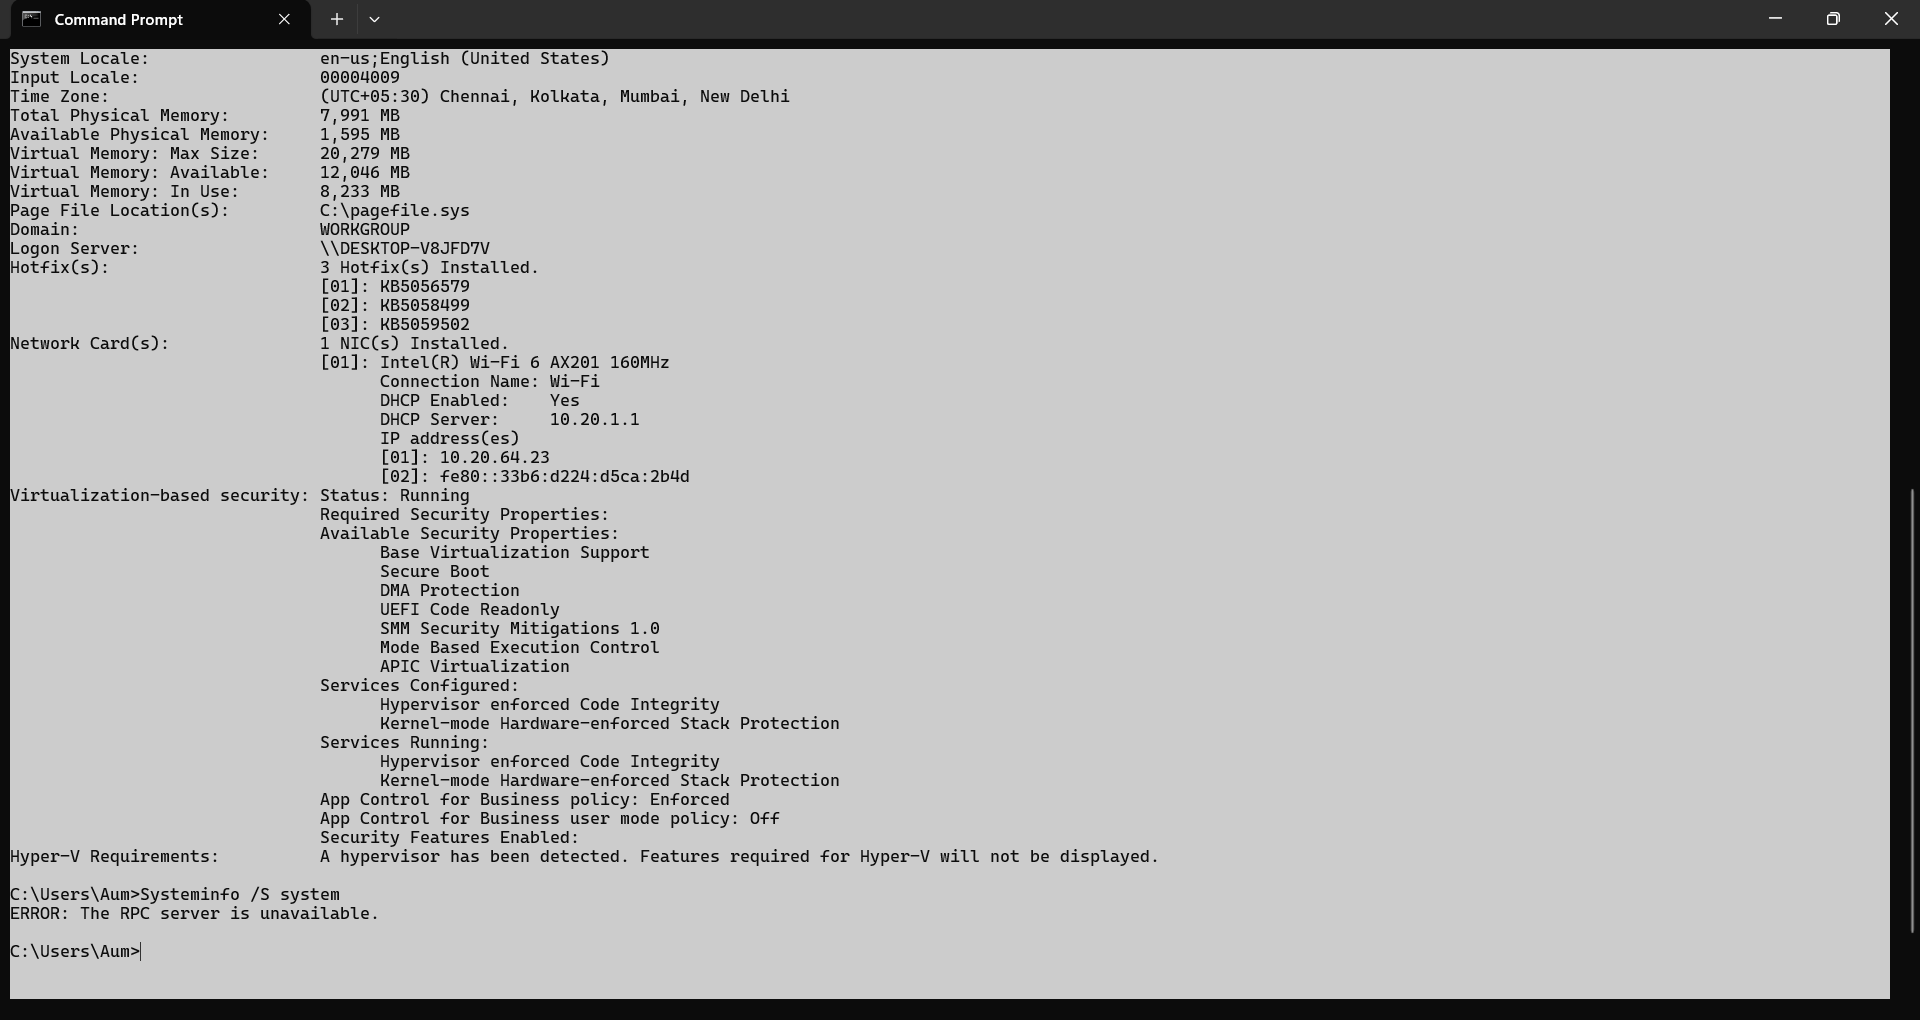 Command Prompt
System Locale: en-us;English (United States)
Input Locale: 00004009
Time Zone: (UTC+05:30) Chennai, Kolkata, Mumbai, New Delhi
Total Physical Memory: 7,991 MB
Available Physical Memory: 1,595 MB
Virtual Memory: Max Size: 20,279 MB
Virtual Memory: Available: 12,046 MB
Virtual Memory: In Use: 8,233 MB
Page File Location(s): C:\pagefile.sys
Domain: WORKGROUP
Logon Server: \\DESKTOP-V8JFD7V
Hotfix(s): 3 Hotfix(s) Installed.
[01]: KB5056579
[02]: KB5058499
[03]: KB5059502
Network Card(s): 1 NIC(s) Installed.
[01]: Intel(R) Wi-Fi 6 AX201 160MHz
Connection Name: Wi-Fi
DHCP Enabled: Yes
DHCP Server: 10.20.1.1
IP address(es)
[01]: 10.20.64.23
[02]: fe80::33b6:d224:d5ca:2b4d
Virtualization-based security: Status: Running
Required Security Properties:
Available Security Properties:
Base Virtualization Support
Secure Boot
DMA Protection
UEFI Code Readonly
SMM Security Mitigations 1.0
Mode Based Execution Control
APIC Virtualization
Services Configured:
Hypervisor enforced Code Integrity
Kernel-mode Hardware-enforced Stack Protection
Services Running:
Hypervisor enforced Code Integrity
Kernel-mode Hardware-enforced Stack Protection
App Control for Business policy: Enforced
App Control for Business user mode policy: Off
Security Features Enabled:
Hyper-V Requirements: A hypervisor has been detected. Features required for Hyper-V will not be displayed.
C:\Users\Aum>Systeminfo /S system
ERROR: The RPC server is unavailable.
C:\Users\Aum>